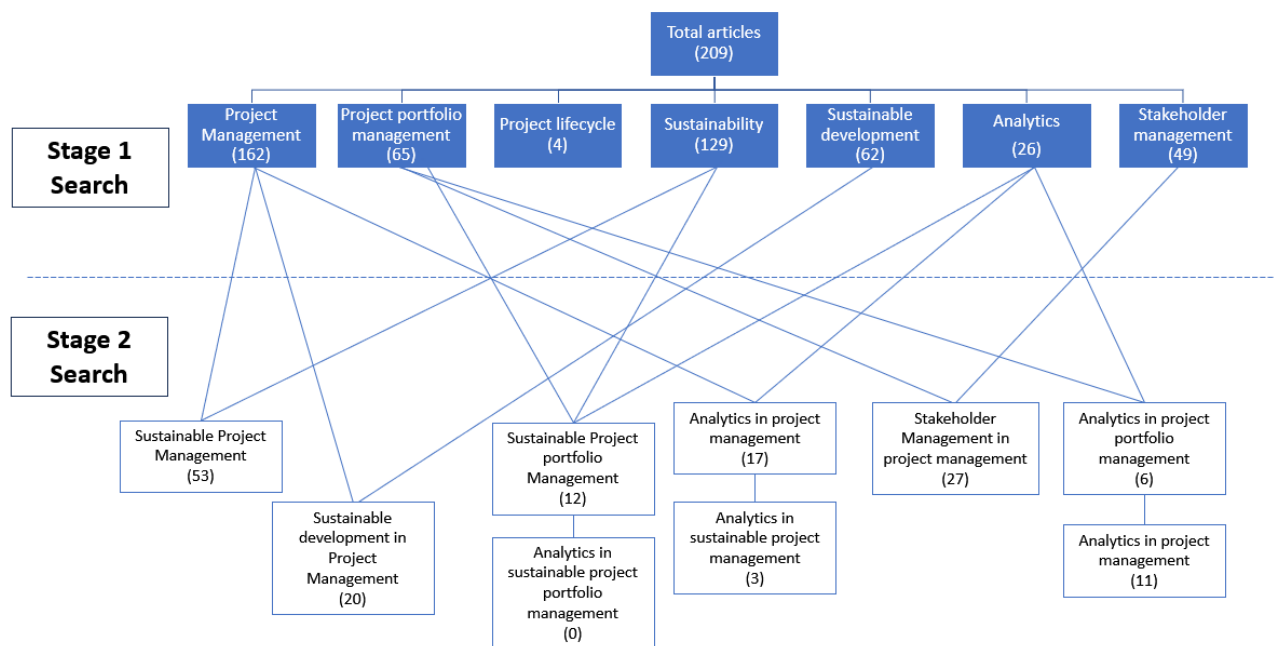 Total articles
(209)
Stage 1
Search
Project
Management
(162)
Project portfolio
management
(65)
Project lifecycle
(4)
Sustainability
(129)
Sustainable
development
(62)
Analytics
(26)
Stakeholder
management
(49)
Stage 2
Search
Sustainable Project
Management
(53)
Sustainable
development in
Project
Management
(20)
Sustainable Project
portfolio
Management
(12)
Analytics in
sustainable project
portfolio
management
(0)
Analytics in project
management
(17)
Analytics in
sustainable project
management
(3)
Stakeholder
Management in
project management
(27)
Analytics in project
portfolio
management
(6)
Analytics in project
management
(11)